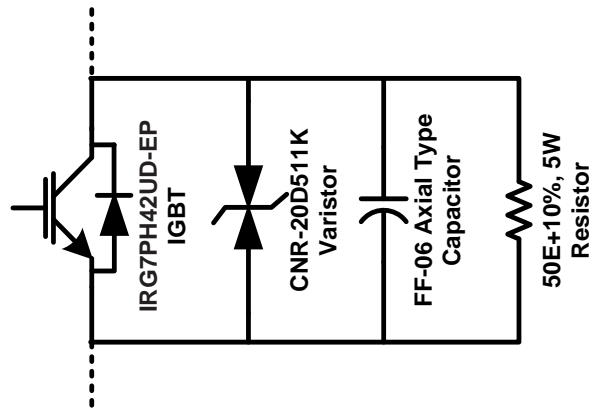 IRG7PH42UD-EP
IGBT
CNR-20D511K
Varistor
FF-06 Axial Type
Capacitor
50E+10%, 5W
Resistor